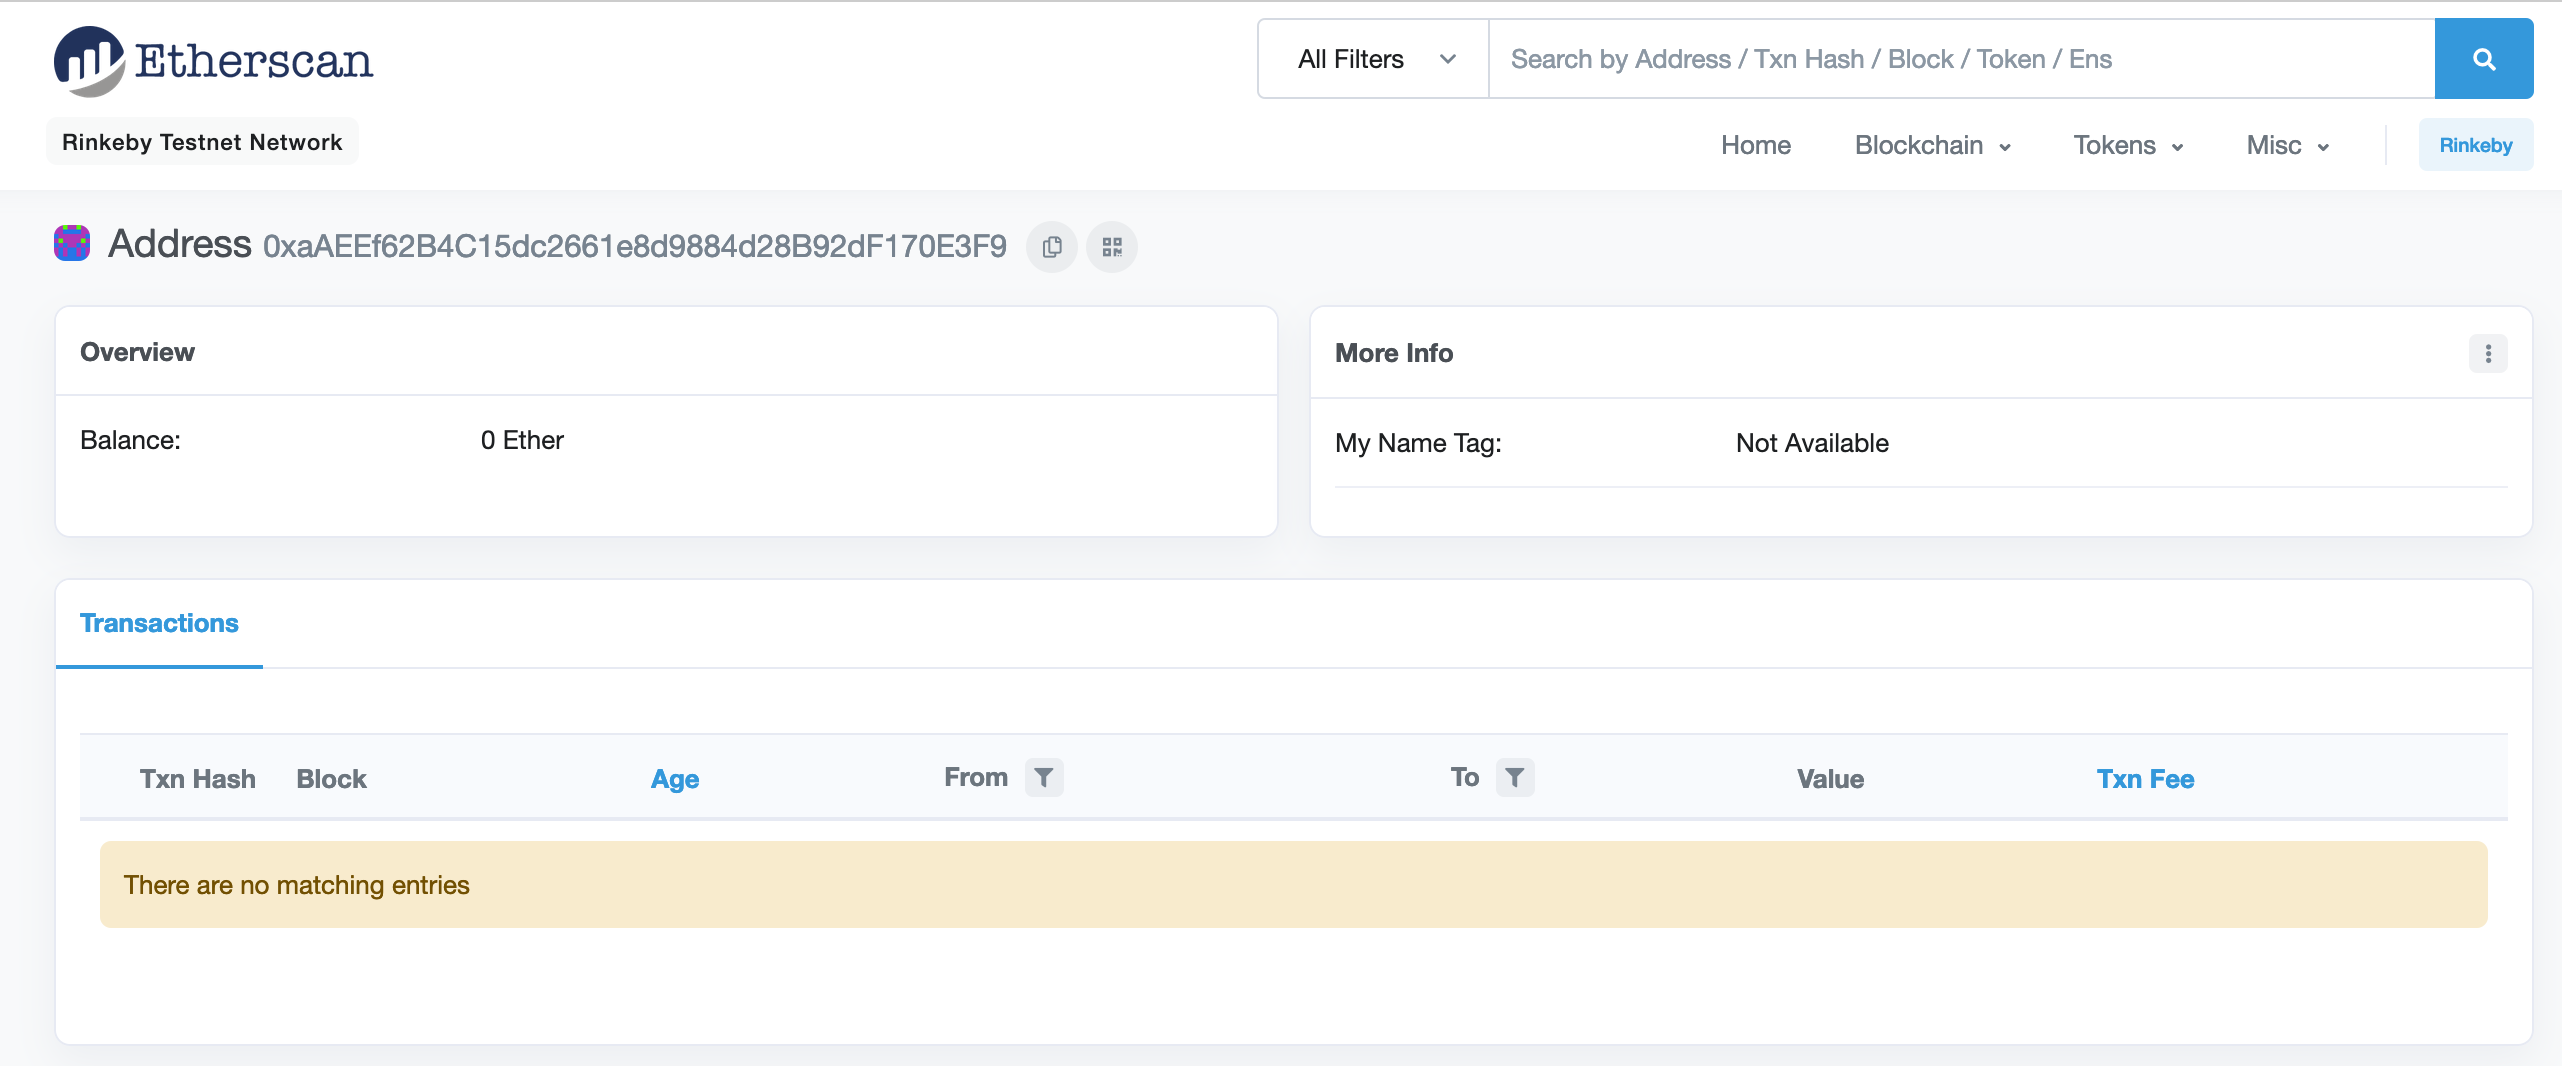 Etherscan
All Filters
Search by Address / Txn Hash / Block / Token / Ens
Rinkeby Testnet Network
Home Blockchain Tokens Misc Rinkeby
Address 0xaAEEf62B4C15dc2661e8d9884d28B92dF170E3F9
Overview
Balance: 0 Ether
More Info
My Name Tag: Not Available
Transactions
Txn Hash Block Age From To Value Txn Fee
There are no matching entries